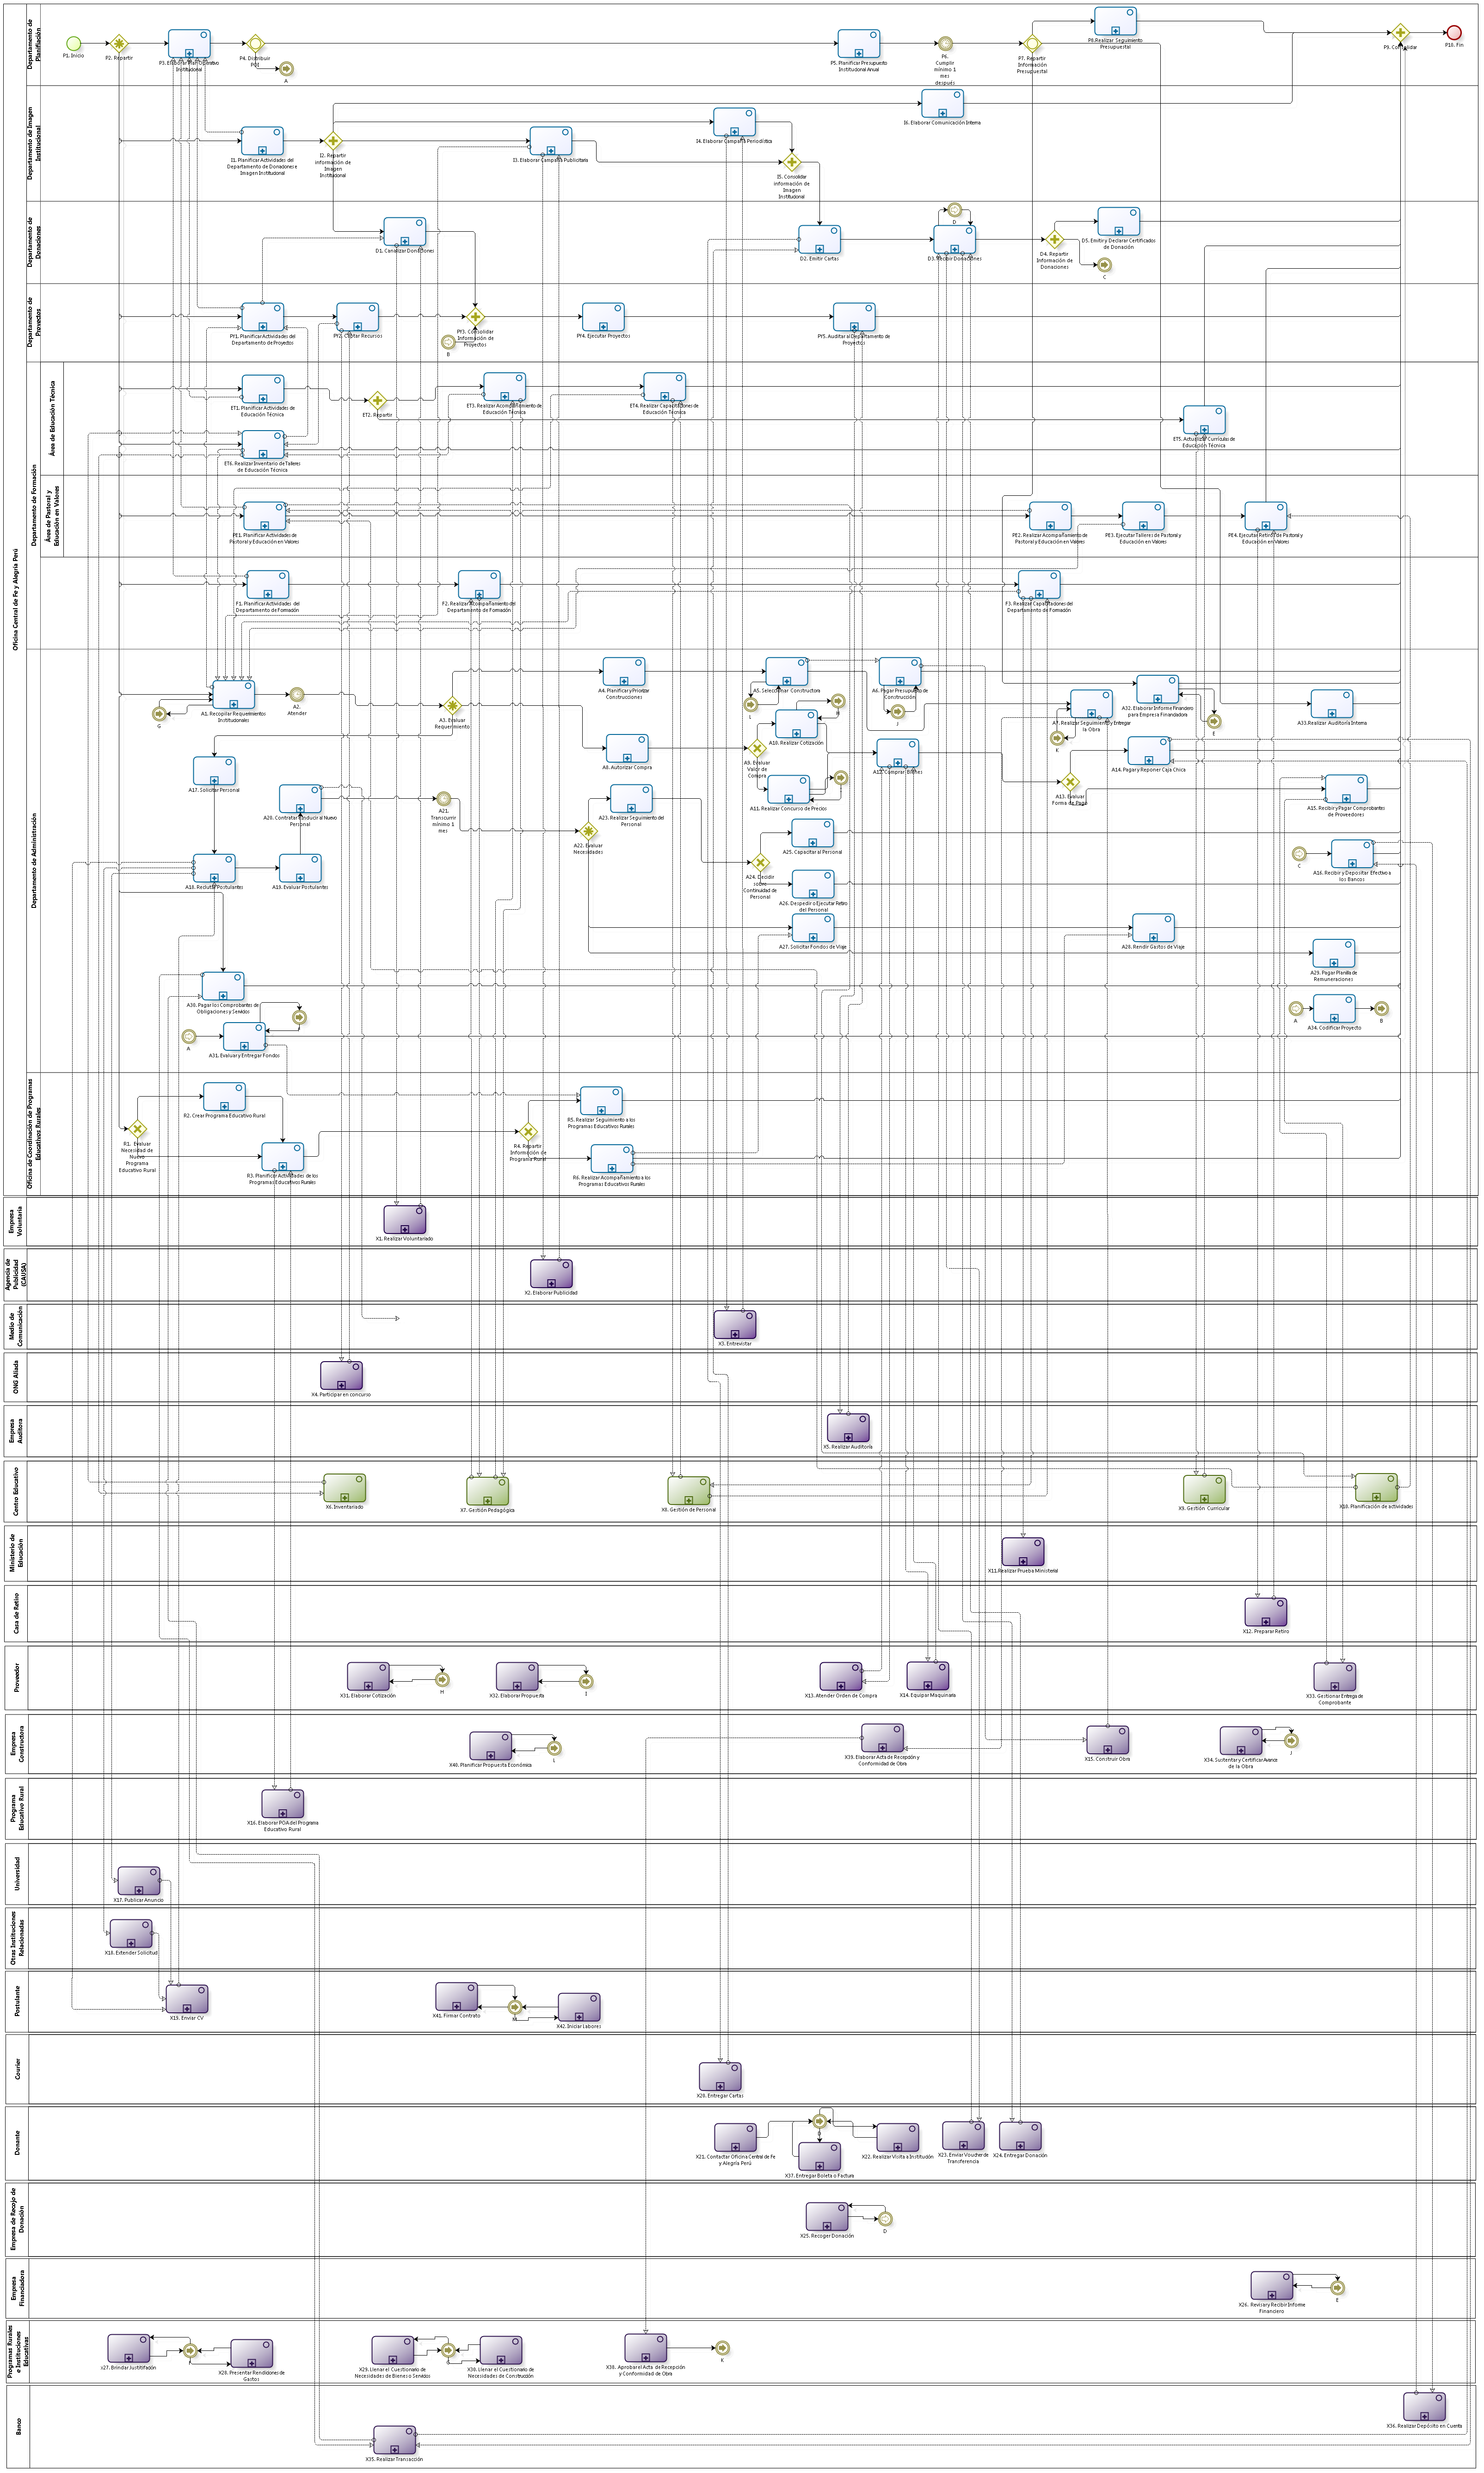 Oficina Central de Fe y Alegría Perú
Departamento de
Planificación
P1. Inicio
P2. Repartir
P3. Elaborar Plan Operativo
Institucional
P4. Distribuir
POI
A
P5. Planificar Presupuesto
Institucional Anual
P6.
Cumplir
mínimo 1
mes
después
P7. Repartir
Información
Presupuestal
P8. Realizar Seguimiento
Presupuestal
P9. Consolidar
P10. Fin
Departamento de Imagen
Institucional
I1. Planificar Actividades del
Departamento de Donaciones e
Imagen Institucional
I2. Repartir
información de
Imagen
Institucional
I3. Elaborar Campaña Publicitaria
I4. Elaborar Campaña Periodística
I5. Consolidar
información de
Imagen
Institucional
I6. Elaborar Comunicación Interna
Departamento de
Donaciones
D1. Canalizar Donaciones
D2. Emitir Cartas
D
D3. Recibir Donaciones
D4. Repartir
Información de
Donaciones
D5. Emitir y Declarar Certificados
de Donación
C
Departamento de
Proyectos
PY1. Planificar Actividades del
Departamento de Proyectos
PY2. Captar Recursos
PY3. Consolidar
Información de
Proyectos
B
PY4. Ejecutar Proyectos
PY5. Auditar al Departamento de
Proyectos
Departamento de Formación
Área de Educación Técnica
ET1. Planificar Actividades de
Educación Técnica
ET2. Repartir
ET3. Realizar Acompañamiento de
Educación Técnica
ET4. Realizar Capacitaciones de
Educación Técnica
ET5. Actualizar Currículas de
Educación Técnica
ET6. Realizar Inventario de Talleres
de Educación Técnica
Área de Pastoral y
Educación en Valores
PE1. Planificar Actividades de
Pastoral y Educación en Valores
PE2. Realizar Acompañamiento de
Pastoral y Educación en Valores
PE3. Ejecutar Talleres de Pastoral y
Educación en Valores
PE4. Ejecutar Retiros de Pastoral y
Educación en Valores
F1. Planificar Actividades del
Departamento de Formación
F2. Realizar Acompañamiento del
Departamento de Formación
F3. Realizar Capacitaciones del
Departamento de Formación
Departamento de Administración
A1. Recopilar Requerimientos
Institucionales
G
A2.
Atender
A3. Evaluar
Requerimiento
A4. Planificar y Priorizar
Construcciones
A5. Seleccionar Constructora
L
A6. Pagar Presupuesto de
Construcción
J
A7. Realizar Seguimiento y Entregar
la Obra
K
A32. Elaborar Informe Financiero
para Empresa Financiadora
E
A33. Realizar Auditoría Interna
A8. Autorizar Compra
A9. Evaluar
Valor de
Compra
A10. Realizar Cotización
H
A11. Realizar Concurso de Precios
A12. Comprar Bienes
A13. Evaluar
Forma de Pago
A14. Pagar y Reponer Caja Chica
A15. Recibir y Pagar Comprobantes
de Proveedores
A16. Recibir y Depositar Efectivo a
los Bancos
C
A17. Solicitar Personal
A18. Reclutar Postulantes
A19. Evaluar Postulantes
A20. Contratar e Inducir al Nuevo
Personal
A21.
Transcurrir
mínimo 1
mes
A22. Evaluar
Necesidades
A23. Realizar Seguimiento del
Personal
A24. Decidir
sobre
Continuidad de
Personal
A25. Capacitar al Personal
A26. Despedir o Ejecutar Retiro
del Personal
A27. Solicitar Fondos de Viaje
A28. Rendir Gastos de Viaje
A29. Pagar Planilla de
Remuneraciones
A30. Pagar los Comprobantes de
Obligaciones y Servicios
A
A31. Evaluar y Entregar Fondos
A
A34. Codificar Proyecto
B
Oficina de Coordinación de Programas
Educativos Rurales
R1. Evaluar
Necesidad de
Nuevo
Programa
Educativo Rural
R2. Crear Programa Educativo Rural
R3. Planificar Actividades de los
Programas Educativos Rurales
R4. Repartir
Información de
Programa Rural
R5. Realizar Seguimiento a los
Programas Educativos Rurales
R6. Realizar Acompañamiento a los
Programas Educativos Rurales
Empresa
Voluntaria
X1. Realizar Voluntariado
Agencia de
Publicidad
(CAUSA)
X2. Elaborar Publicidad
Medio de
Comunicación
X3. Entrevistar
ONG Aliada
X4. Participar en concurso
Empresa
Auditora
X5. Realizar Auditoría
Centro Educativo
X6. Inventariado
X7. Gestión Pedagógica
X8. Gestión de Personal
X9. Gestión Curricular
X10. Planificación de actividades
Ministerio de
Educación
X11. Realizar Prueba Ministerial
Casa de Retiro
X12. Preparar Retiro
Proveedor
X31. Elaborar Cotización
H
X32. Elaborar Propuesta
I
X13. Atender Orden de Compra
X14. Equipar Maquinaria
X33. Gestionar Entrega de
Comprobante
Empresa
Constructora
X40. Planificar Propuesta Económica
L
X39. Elaborar Acta de Recepción y
Conformidad de Obra
X15. Construir Obra
X34. Sustentar y Certificar Avance
de la Obra
J
Programa
Educativo Rural
X16. Elaborar POA del Programa
Educativo Rural
Universidad
X17. Publicar Anuncio
Otras Instituciones
Relacionadas
X18. Extender Solicitud
Postulante
X19. Enviar CV
X41. Firmar Contrato
M
X42. Iniciar Labores
Courier
X20. Entregar Cartas
Donante
X21. Contactar Oficina Central de Fe
y Alegría Perú
X37. Entregar Boleta o Factura
X22. Realizar Visita a Institución
X23. Enviar Voucher de
Transferencia
X24. Entregar Donación
Empresa de Recojo de
Donación
X25. Recoger Donación
D
Empresa
Financiadora
X26. Revisar y Recibir Informe
Financiero
E
Programas Rurales
e Instituciones
Educativas
x27. Brindar Justitifación
X28. Presentar Rendiciones de
Gastos
X29. Llenar el Cuestionario de
Necesidades de Bienes o Servicios
X30. Llenar el Cuestionario de
Necesidades de Construcción
X38. Aprobar el Acta de Recepción
y Conformidad de Obra
K
Banco
X35. Realizar Transacción
X36. Realizar Depósito en Cuenta